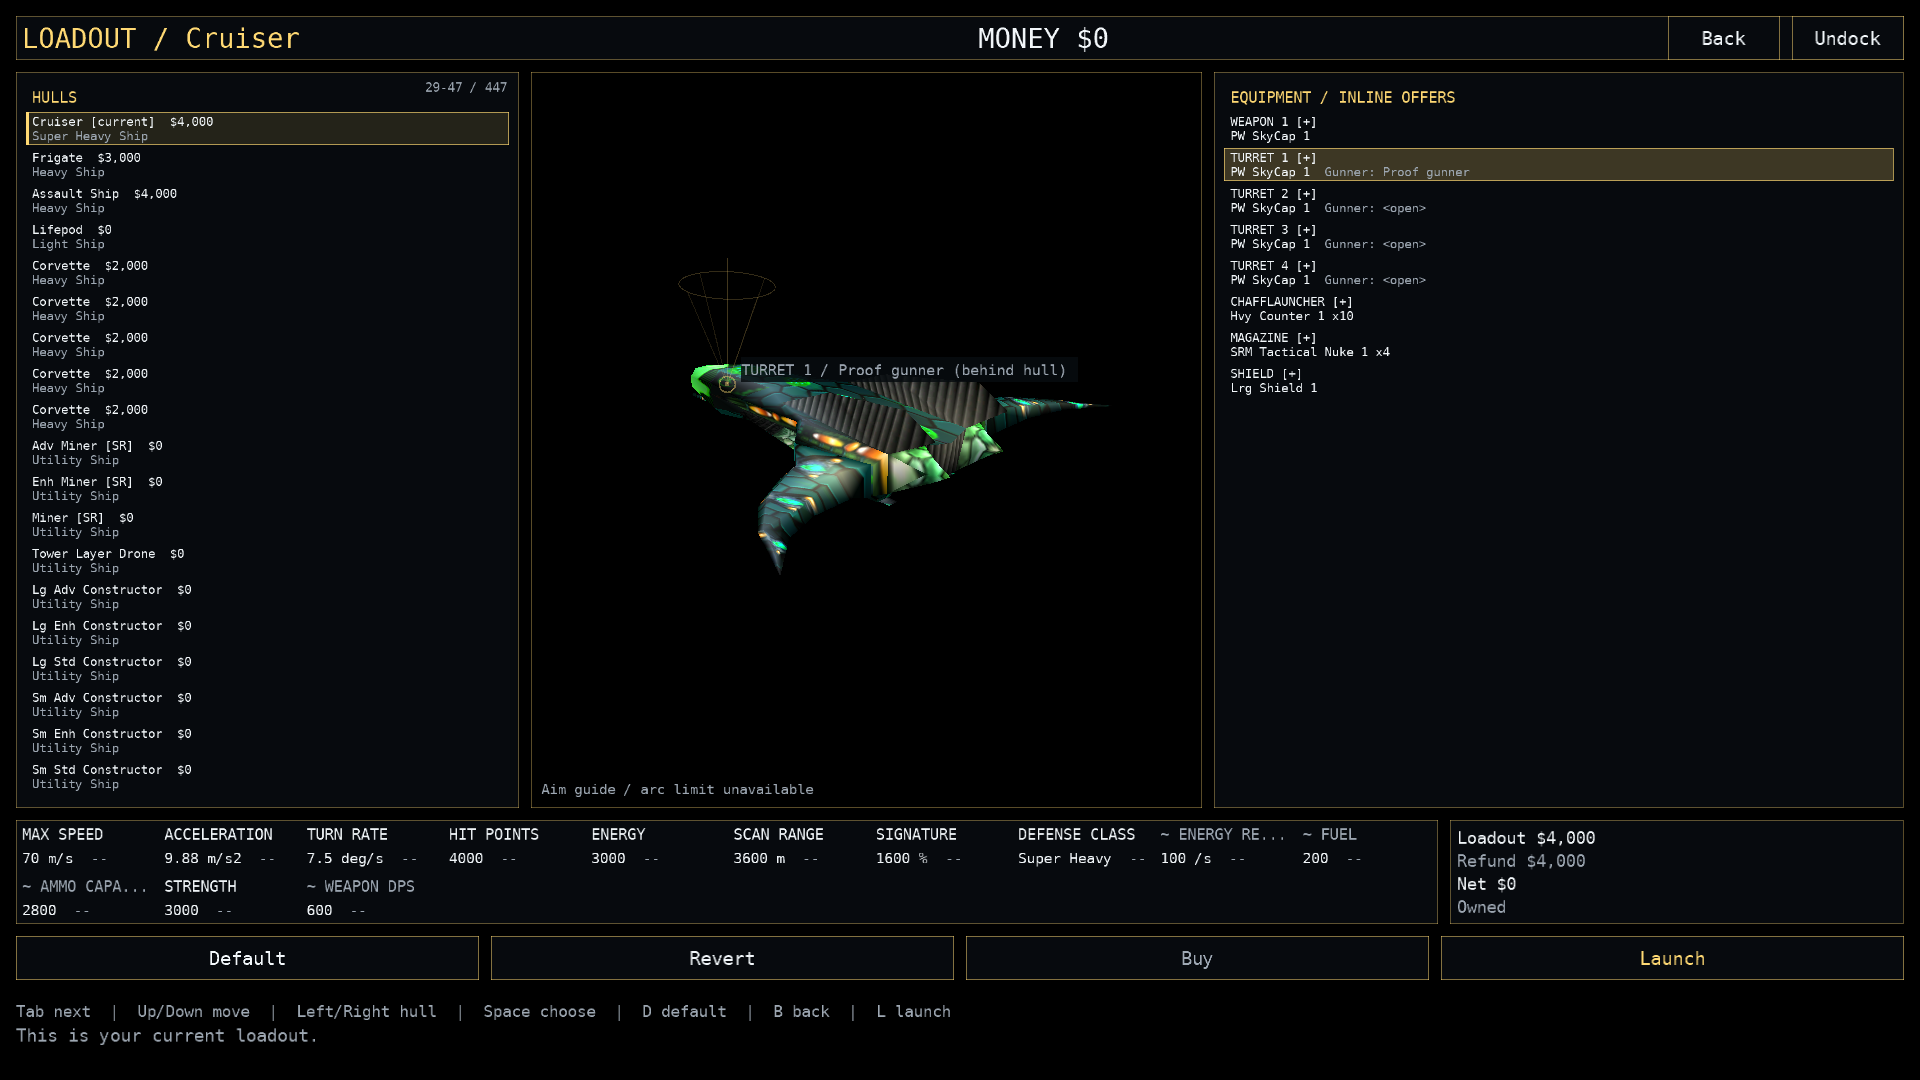 LOADOUT / Cruiser
MONEY $0
Back
Undock
HULLS
29-47 / 447
Cruiser [current]  $4,000
Super Heavy Ship
Frigate  $3,000
Heavy Ship
Assault Ship  $4,000
Heavy Ship
Lifepod  $0
Light Ship
Corvette  $2,000
Heavy Ship
Corvette  $2,000
Heavy Ship
Corvette  $2,000
Heavy Ship
Corvette  $2,000
Heavy Ship
Corvette  $2,000
Heavy Ship
Adv Miner [SR]  $0
Utility Ship
Enh Miner [SR]  $0
Utility Ship
Miner [SR]  $0
Utility Ship
Tower Layer Drone  $0
Utility Ship
Lg Adv Constructor  $0
Utility Ship
Lg Enh Constructor  $0
Utility Ship
Lg Std Constructor  $0
Utility Ship
Sm Adv Constructor  $0
Utility Ship
Sm Enh Constructor  $0
Utility Ship
Sm Std Constructor  $0
Utility Ship
TURRET 1 / Proof gunner (behind hull)
Aim guide / arc limit unavailable
EQUIPMENT / INLINE OFFERS
WEAPON 1 [+]
PW SkyCap 1
TURRET 1 [+]
PW SkyCap 1  Gunner: Proof gunner
TURRET 2 [+]
PW SkyCap 1  Gunner: <open>
TURRET 3 [+]
PW SkyCap 1  Gunner: <open>
TURRET 4 [+]
PW SkyCap 1  Gunner: <open>
CHAFFLAUNCHER [+]
Hvy Counter 1 x10
MAGAZINE [+]
SRM Tactical Nuke 1 x4
SHIELD [+]
Lrg Shield 1
MAX SPEED  ACCELERATION  TURN RATE  HIT POINTS  ENERGY  SCAN RANGE  SIGNATURE  DEFENSE CLASS  ~ ENERGY RE...  ~ FUEL
70 m/s  --  9.88 m/s2  --  7.5 deg/s  --  4000  --  3000  --  3600 m  --  1600 %  --  Super Heavy  --  100 /s  --  200  --
~ AMMO CAPA...  STRENGTH  ~ WEAPON DPS
2800  --  3000  --  600  --
Loadout $4,000
Refund $4,000
Net $0
Owned
Default
Revert
Buy
Launch
Tab next  |  Up/Down move  |  Left/Right hull  |  Space choose  |  D default  |  B back  |  L launch
This is your current loadout.